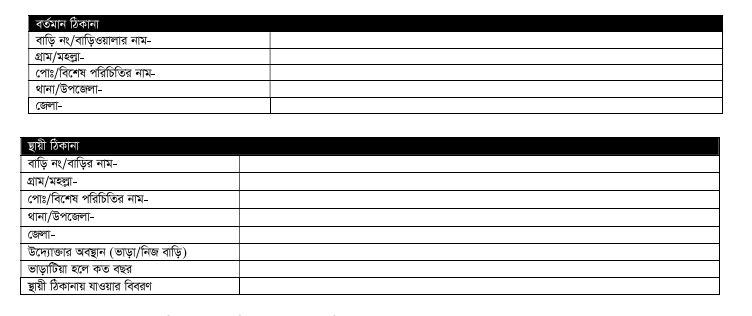 বর্তমান ঠিকানা
বাড়ি নং/বাড়িওয়ালার নাম-
গ্রাম/মহল্লা-
পোঃ/বিশেষ পরিচিতির নাম-
থানা/উপজেলা-
জেলা-
স্থায়ী ঠিকানা
বাড়ি নং/বাড়ির নাম-
গ্রাম/মহল্লা-
পোঃ/বিশেষ পরিচিতির নাম-
থানা/উপজেলা-
জেলা-
উদ্যোক্তার অবস্থান (ভাড়া/নিজ বাড়ি)
ভাড়াটিয়া হলে কত বছর
স্থায়ী ঠিকানায় যাওয়ার বিবরণ